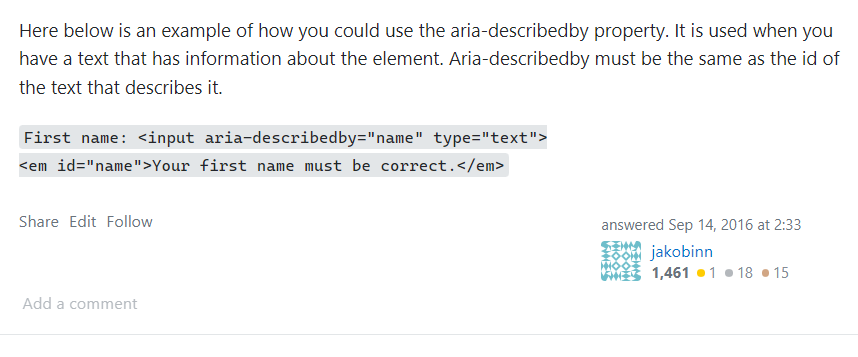 Here below is an example of how you could use the aria-describedby property. It is used when you
have a text that has information about the element. Aria-describedby must be the same as the id of
the text that describes it.
First name: <input aria-describedby="name" type="text">
<em id="name">Your first name must be correct.</em>
Share Edit Follow
answered Sep 14, 2016 at 2:33
jakobinn
1,461 1 18 15
Add a comment